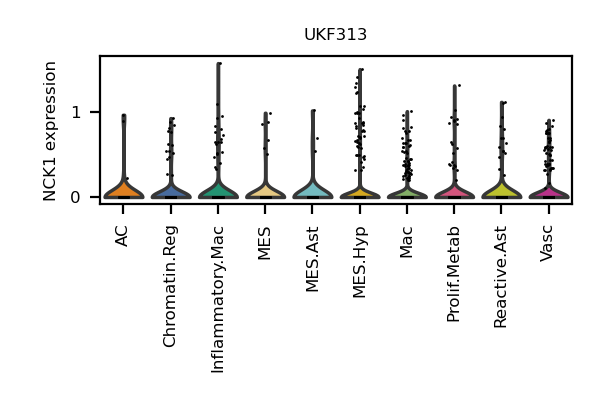 UKF313
NCK1 expression
1
0
AC
Chromatin.Reg
Inflammatory.Mac
MES
MES.Ast
MES.Hyp
Mac
Prolif.Metab
Reactive.Ast
Vasc